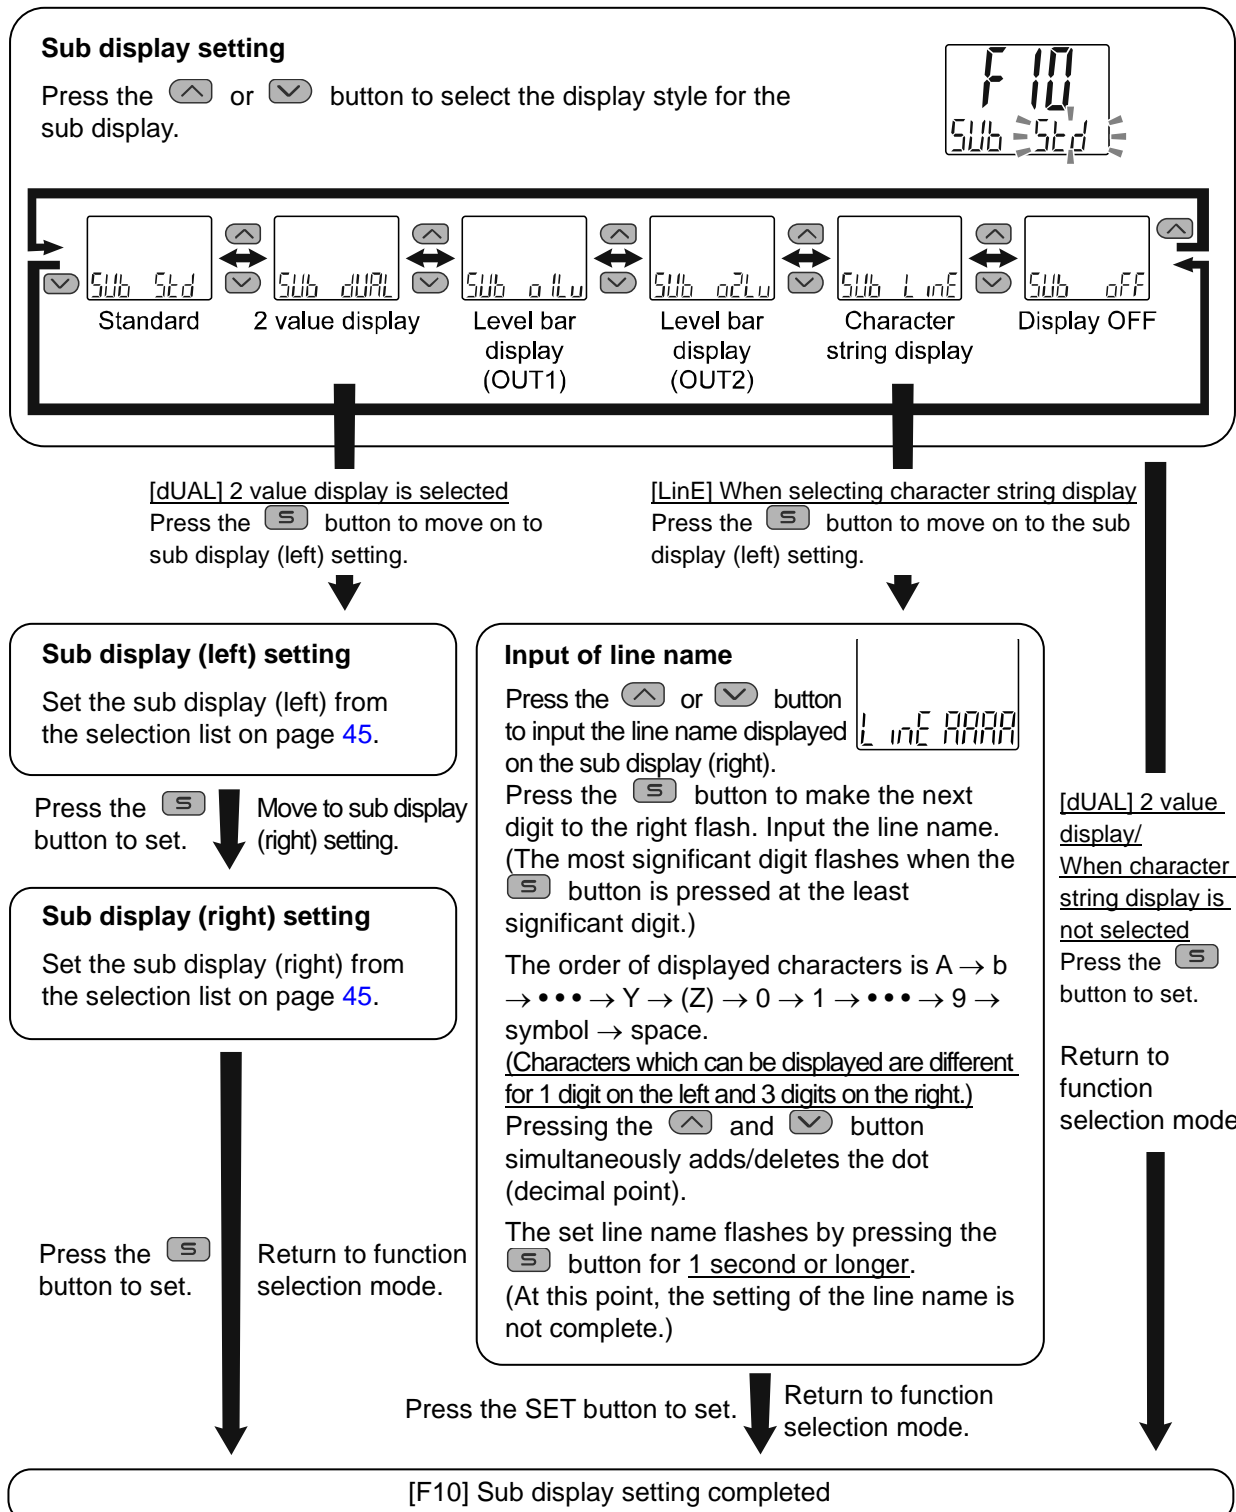 Sub display setting
Press the or button to select the display style for the
sub display.
F 10
SUb Std
SUb Std
SUb dUAL
SUb o1Lv
SUb o2Lv
SUb LinE
SUb oFF
Standard
2 value display
Level bar
display
(OUT1)
Level bar
display
(OUT2)
Character
string display
Display OFF
[dUAL] 2 value display is selected
Press the S button to move on to
sub display (left) setting.
[LinE] When selecting character string display
Press the S button to move on to the sub
display (left) setting.
Sub display (left) setting
Set the sub display (left) from
the selection list on page 45.
Press the S
button to set.
Move to sub display
(right) setting.
Sub display (right) setting
Set the sub display (right) from
the selection list on page 45.
Press the S
button to set.
Return to function
selection mode.
Input of line name
LinE AAAA
Press the or button
to input the line name displayed
on the sub display (right).
Press the S button to make the next
digit to the right flash. Input the line name.
(The most significant digit flashes when the
S button is pressed at the least
significant digit.)
The order of displayed characters is A → b
→ • • • → Y → (Z) → 0 → 1 → • • • → 9 →
symbol → space.
(Characters which can be displayed are different
for 1 digit on the left and 3 digits on the right.)
Pressing the and button
simultaneously adds/deletes the dot
(decimal point).
The set line name flashes by pressing the
S button for 1 second or longer.
(At this point, the setting of the line name is
not complete.)
Press the SET button to set.
Return to function
selection mode.
[dUAL] 2 value
display/
When character
string display is
not selected
Press the S
button to set.
Return to
function
selection mode
[F10] Sub display setting completed